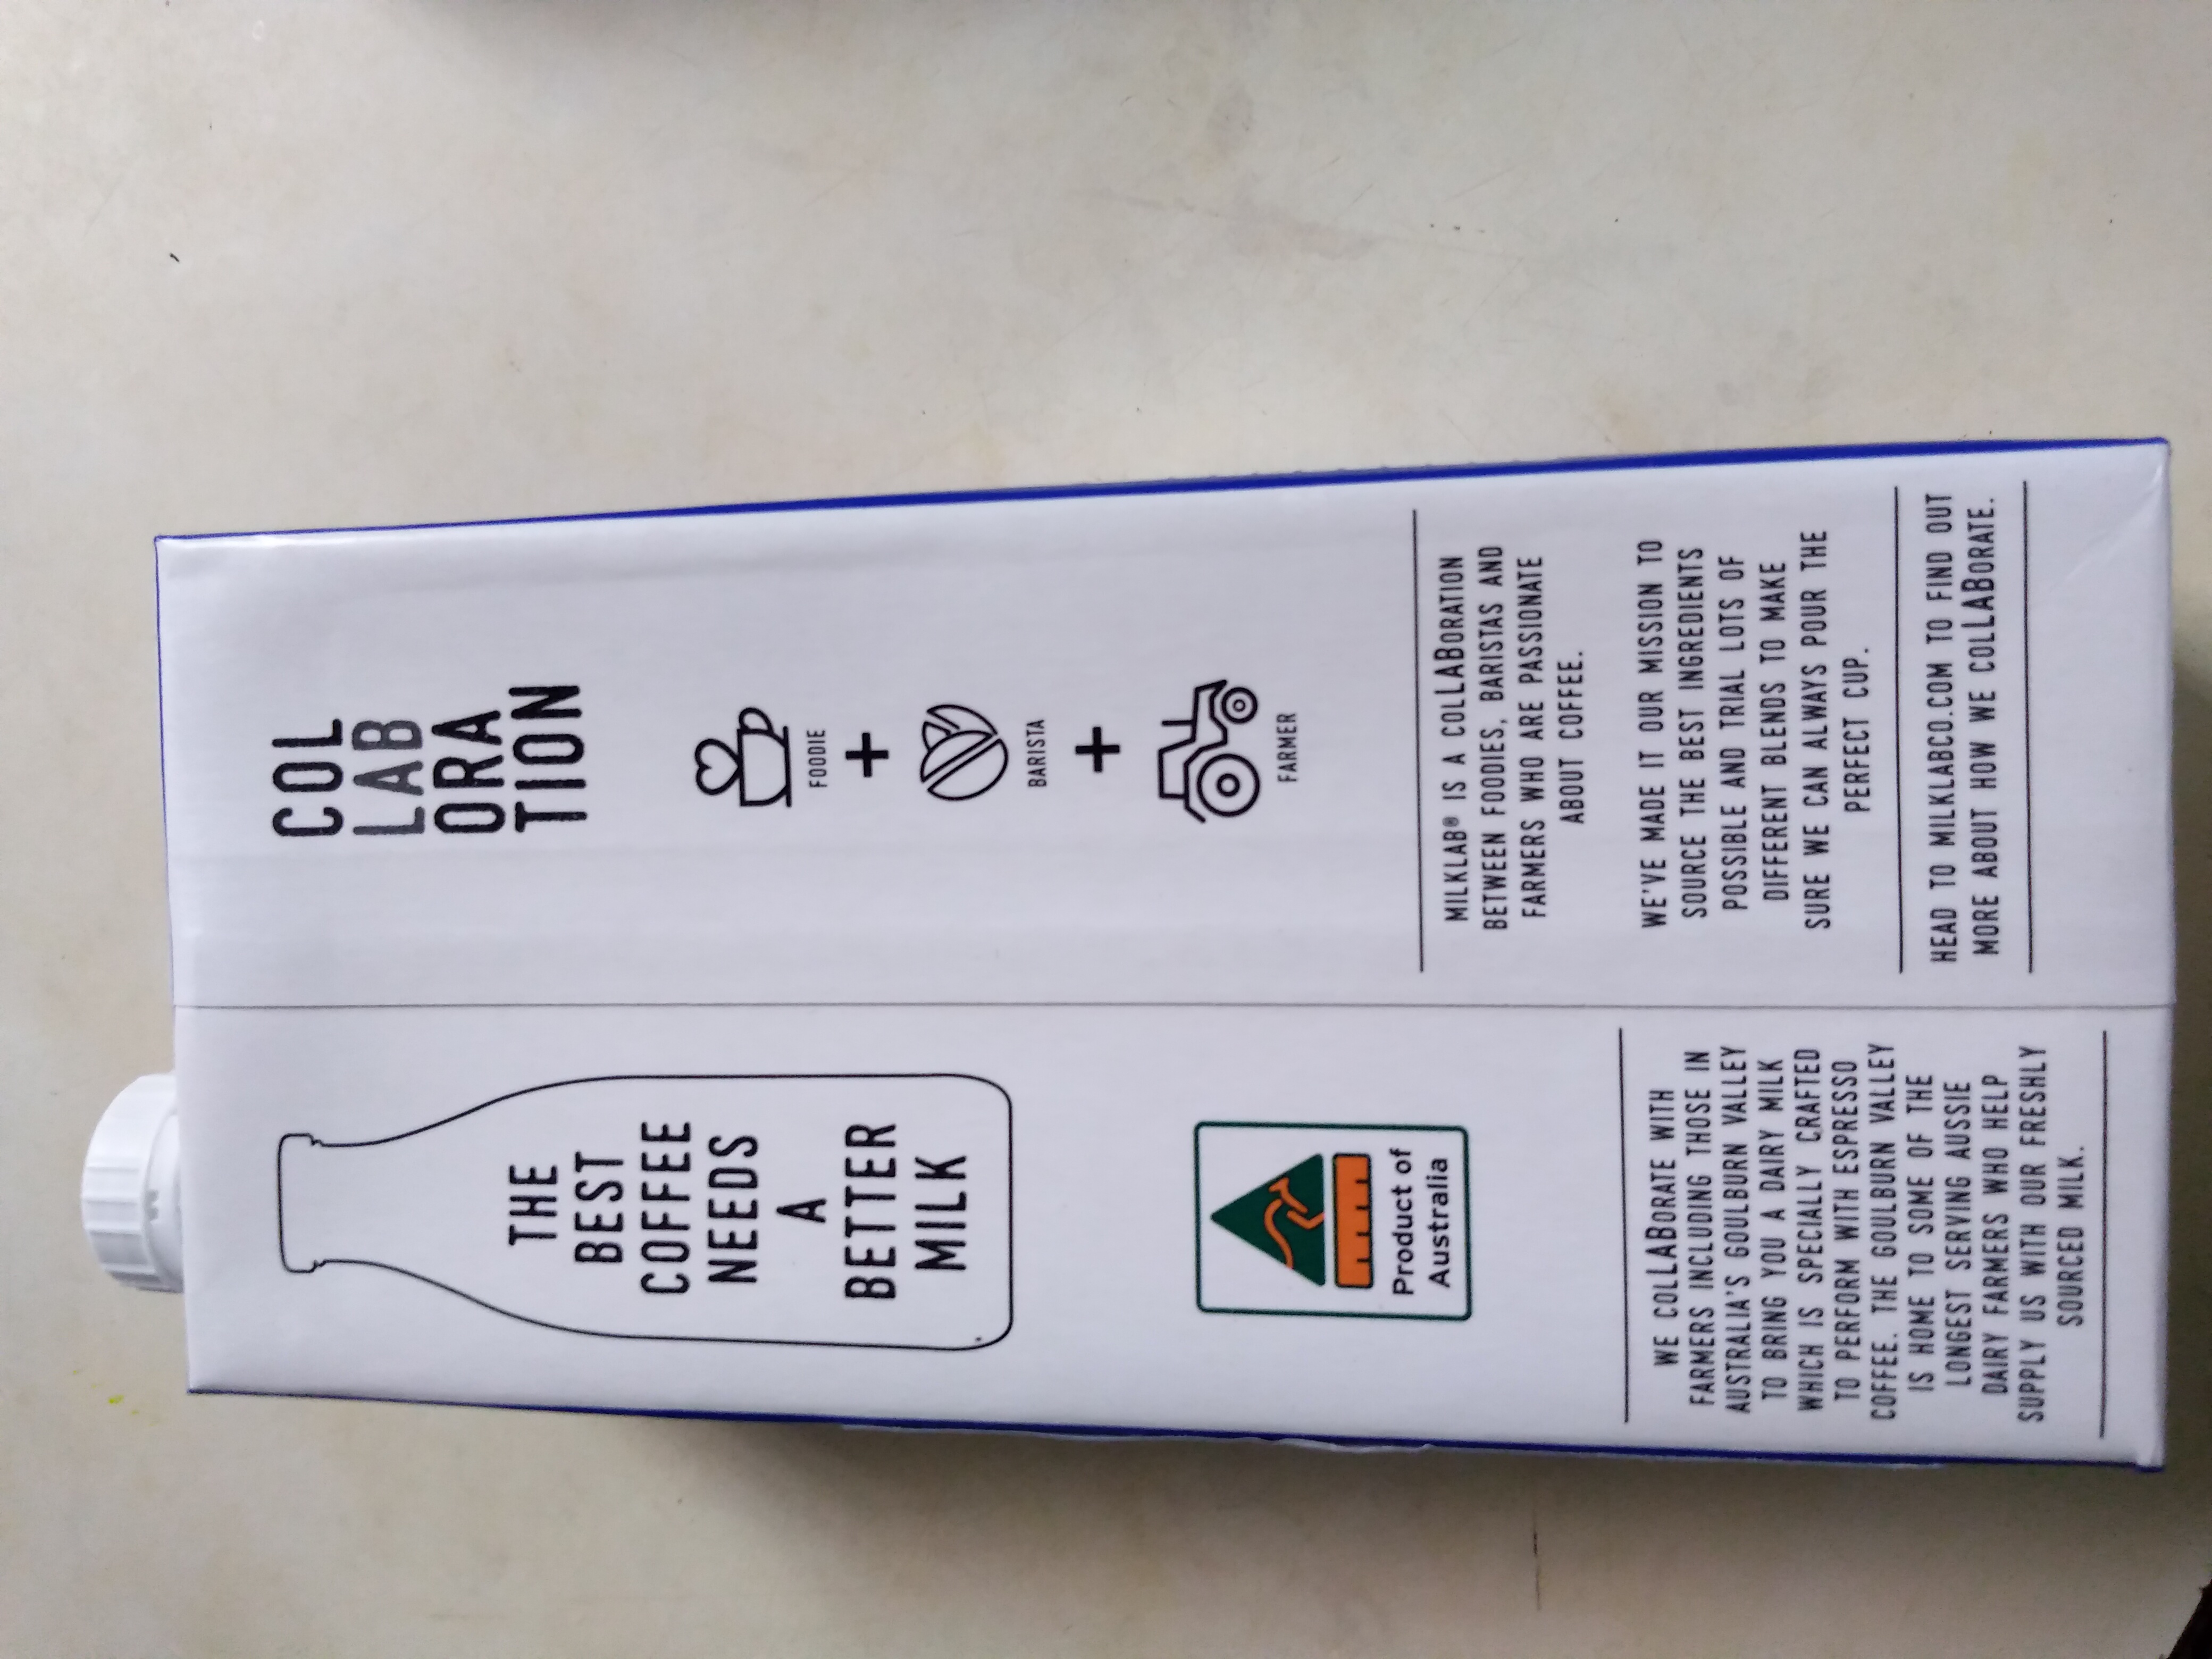 THE
BEST
COFFEE
NEEDS
A
BETTER
MILK
Product of
Australia
WE COLLABORATE WITH
FARMERS INCLUDING THOSE IN
AUSTRALIA'S GOULBURN VALLEY
TO BRING YOU A DAIRY MILK
WHICH IS SPECIALLY CRAFTED
TO PERFORM WITH ESPRESSO
COFFEE. THE GOULBURN VALLEY
IS HOME TO SOME OF THE
LONGEST SERVING AUSSIE
DAIRY FARMERS WHO HELP
SUPPLY US WITH OUR FRESHLY
SOURCED MILK.
COL
LAB
ORA
TION
FOODIE
+
BARISTA
+
FARMER
MILKLAB® IS A COLLABORATION
BETWEEN FOODIES, BARISTAS AND
FARMERS WHO ARE PASSIONATE
ABOUT COFFEE.
WE'VE MADE IT OUR MISSION TO
SOURCE THE BEST INGREDIENTS
POSSIBLE AND TRIAL LOTS OF
DIFFERENT BLENDS TO MAKE
SURE WE CAN ALWAYS POUR THE
PERFECT CUP.
HEAD TO MILKLABCO.COM TO FIND OUT
MORE ABOUT HOW WE COLLABORATE.